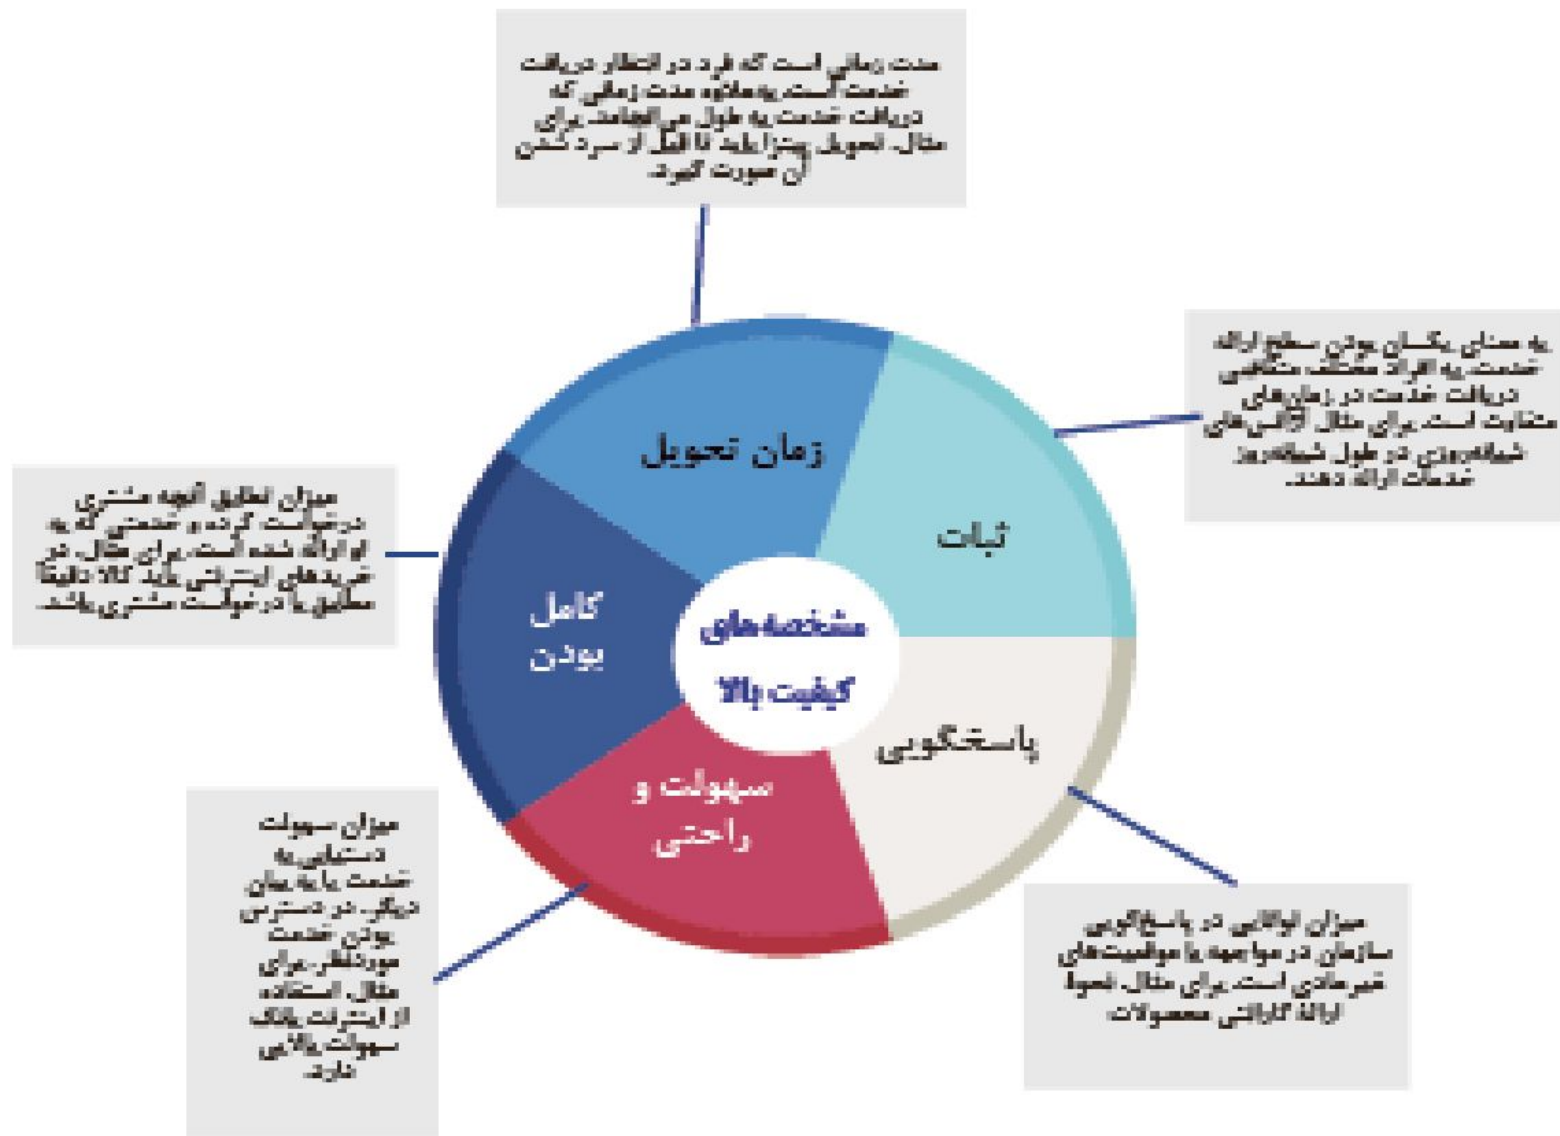 مدت زمانی است که فرد در انتظار دریافت
خدمت است. به‌علاوه مدت زمانی که
دریافت خدمت به طول می‌انجامد. برای
مثال، تحویل پیتزا باید تا قبل از سرد شدن
آن صورت گیرد.
به معنای یکسان بودن سطح ارائه
خدمت، به افراد مختلف متقاضی
دریافت خدمت در زمان‌های
متفاوت است. برای مثال آژانس‌های
شبانه‌روزی در طول شبانه‌روز
خدمات ارائه دهند.
زمان تحویل
ثبات
میزان تطابق آنچه مشتری
درخواست کرده و خدمتی که به
او ارائه شده است. برای مثال، در
خریدهای اینترنتی باید کالا دقیقاً
مطابق با درخواست مشتری باشد.
کامل
بودن
مشخصه‌های
کیفیت بالا
پاسخگویی
سهولت و
راحتی
میزان سهولت
دستیابی به
خدمت یا به بیان
دیگر، در دسترس
بودن خدمت
موردنظر. برای
مثال، استفاده
از اینترنت بانک
سهولت بالایی
دارد.
میزان توانایی در پاسخ‌گویی
سازمان در مواجهه با موقعیت‌های
غیرعادی است. برای مثال، نحوۀ
ارائۀ گارانتی محصولات